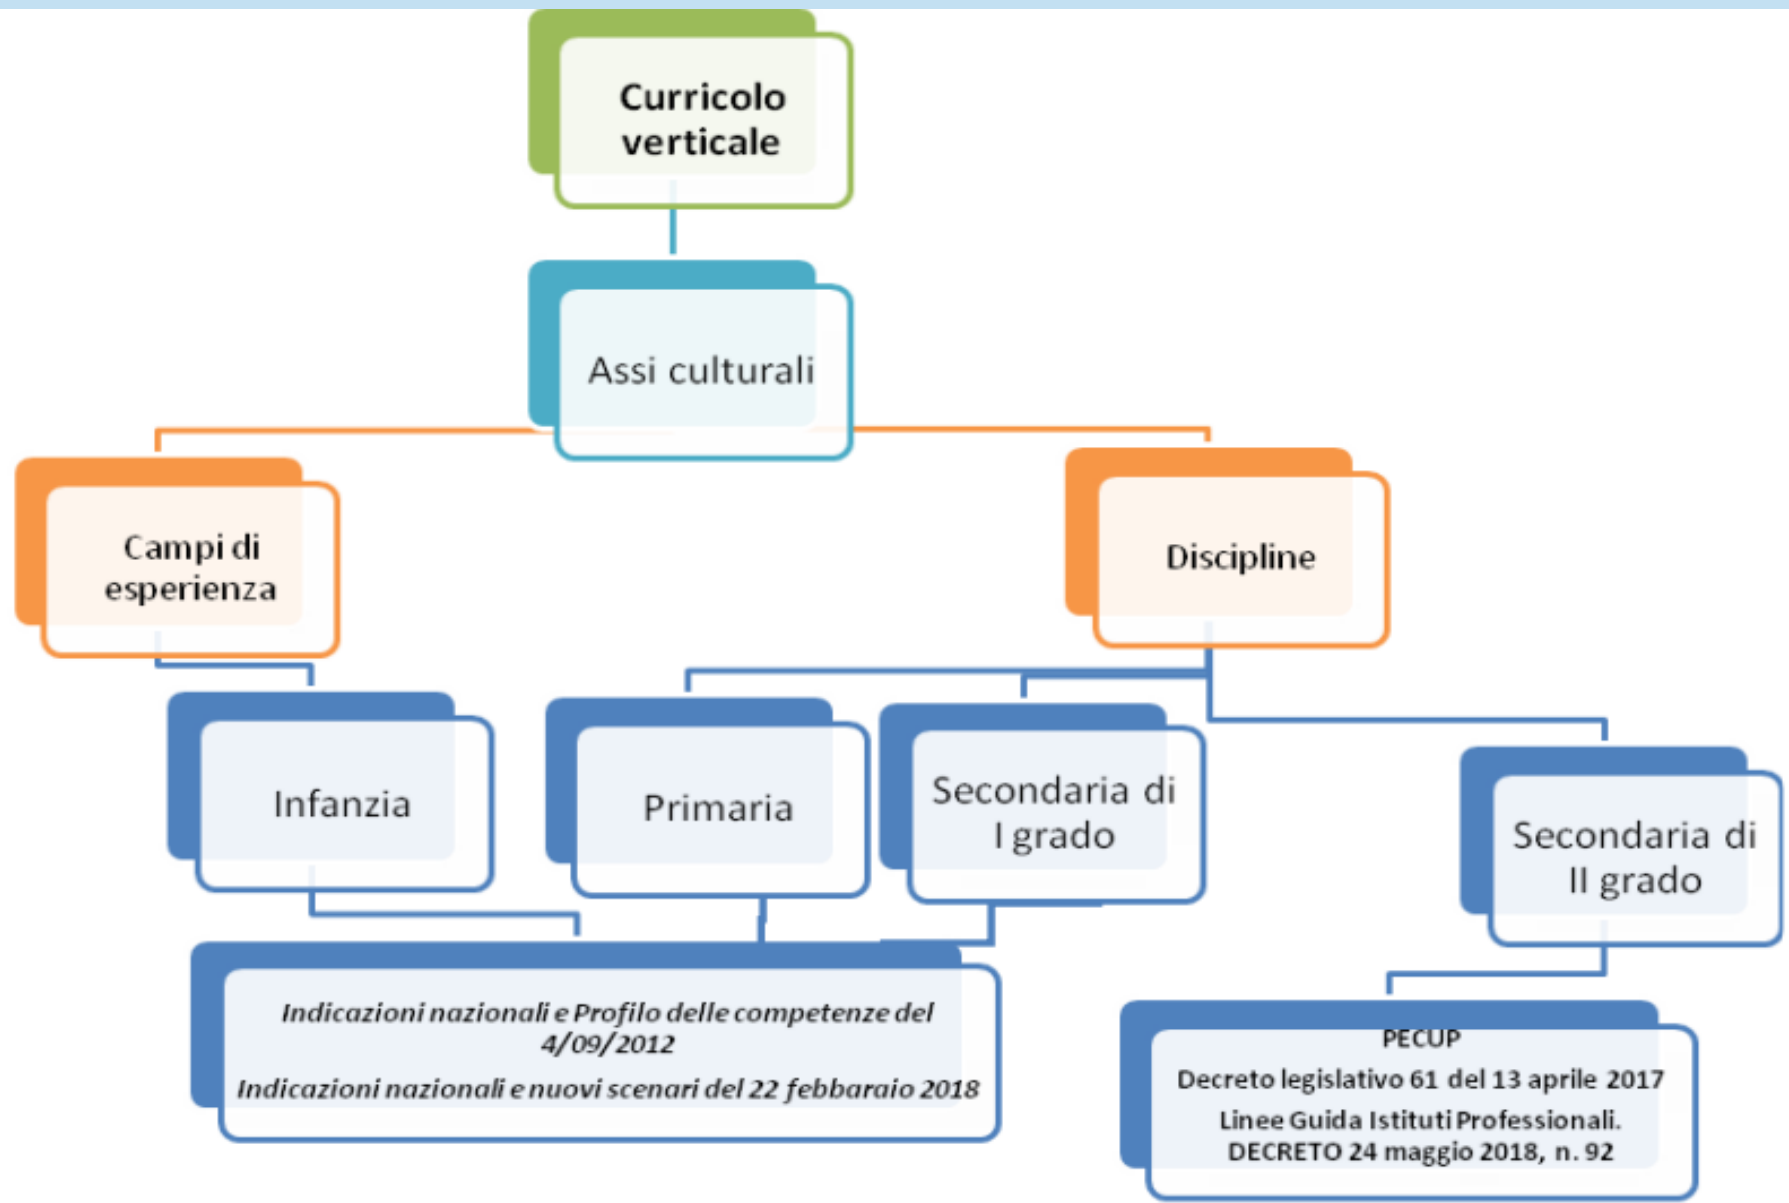 Curricolo
verticale
Assi culturali
Campi di
esperienza
Discipline
Infanzia
Primaria
Secondaria di
I grado
Secondaria di
II grado
Indicazioni nazionali e Profilo delle competenze del
4/09/2012
Indicazioni nazionali e nuovi scenari del 22 febbaraio 2018
PECUP
Decreto legislativo 61 del 13 aprile 2017
Linee Guida Istituti Professionali.
DECRETO 24 maggio 2018, n. 92